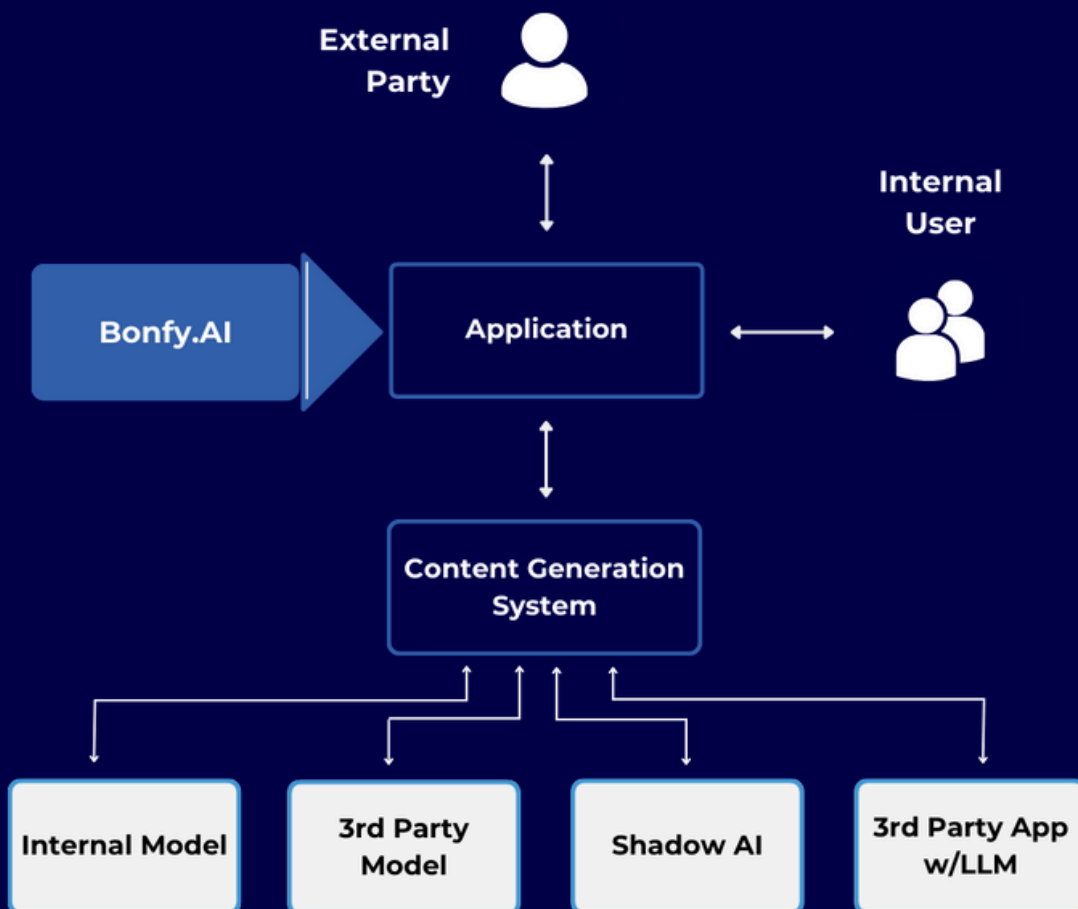 External
Party
Internal
User
Bonfy.AI
Application
Content Generation
System
Internal Model
3rd Party
Model
Shadow AI
3rd Party App
w/LLM